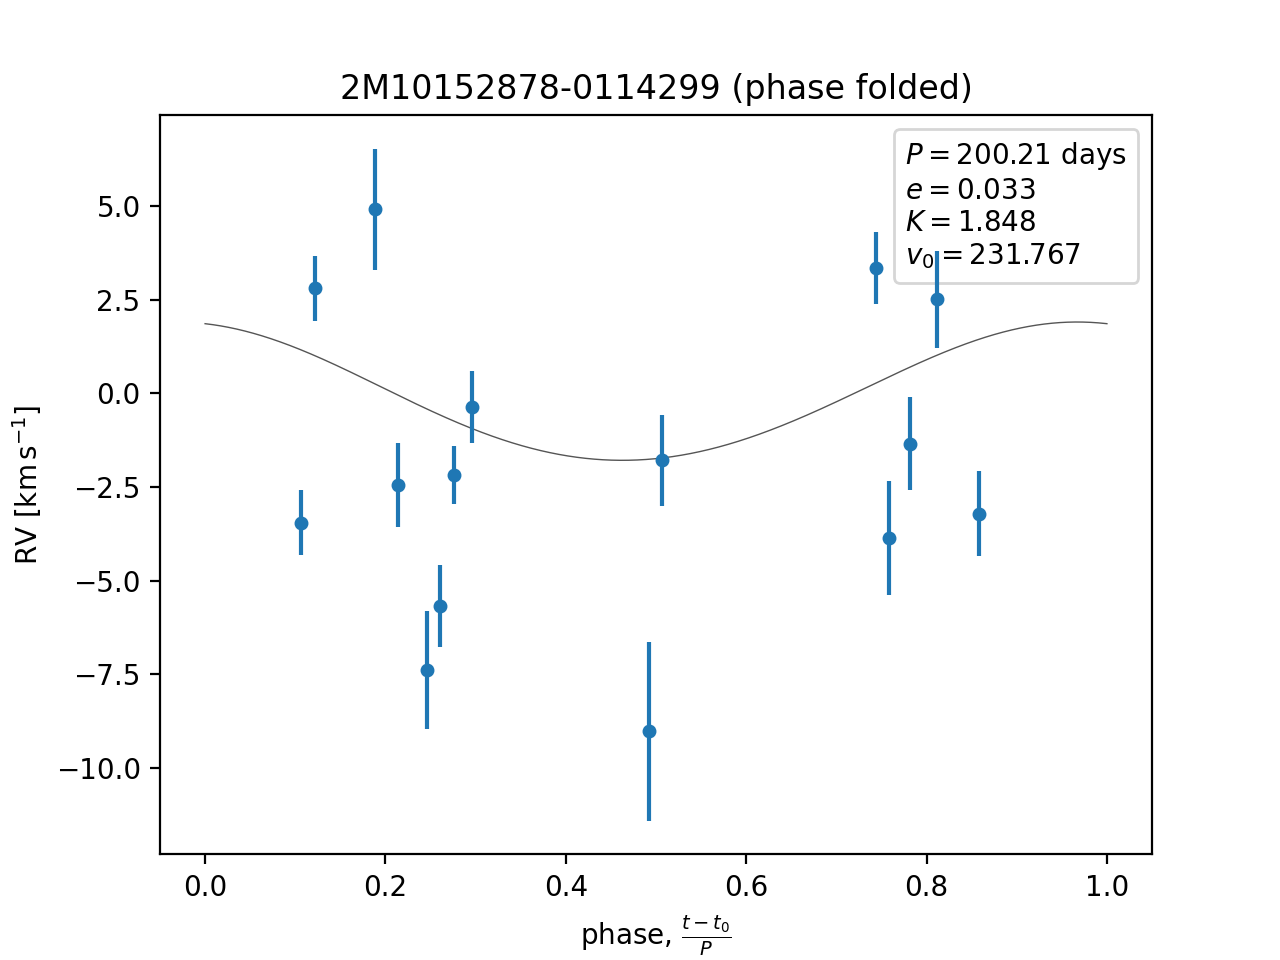 2M10152878-0114299 (phase folded)
P = 200.21 days
e = 0.033
K = 1.848
v₀ = 231.767
5.0
2.5
0.0
−2.5
−5.0
−7.5
−10.0
RV [km s⁻¹]
0.0 0.2 0.4 0.6 0.8 1.0
phase, (t − t₀)/P